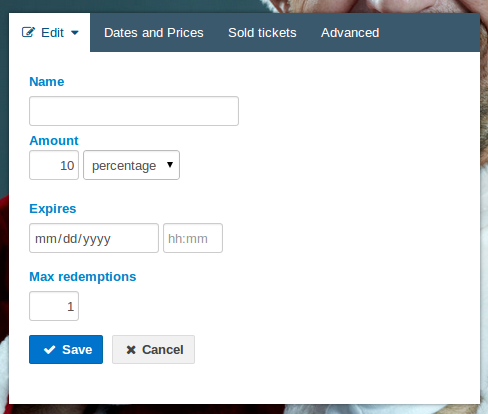 Edit Dates and Prices Sold tickets Advanced
Name
Amount
10 percentage
Expires
mm/dd/yyyy hh:mm
Max redemptions
1
Save Cancel